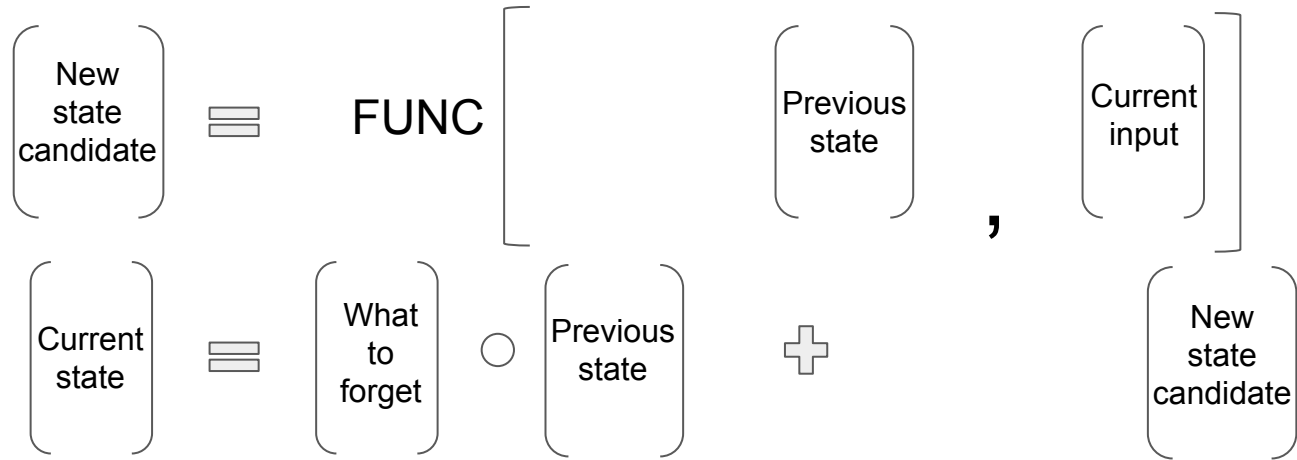 New
state
candidate
=
FUNC
Previous
state
,
Current
input
Current
state
=
What
to
forget
○
Previous
state
+
New
state
candidate